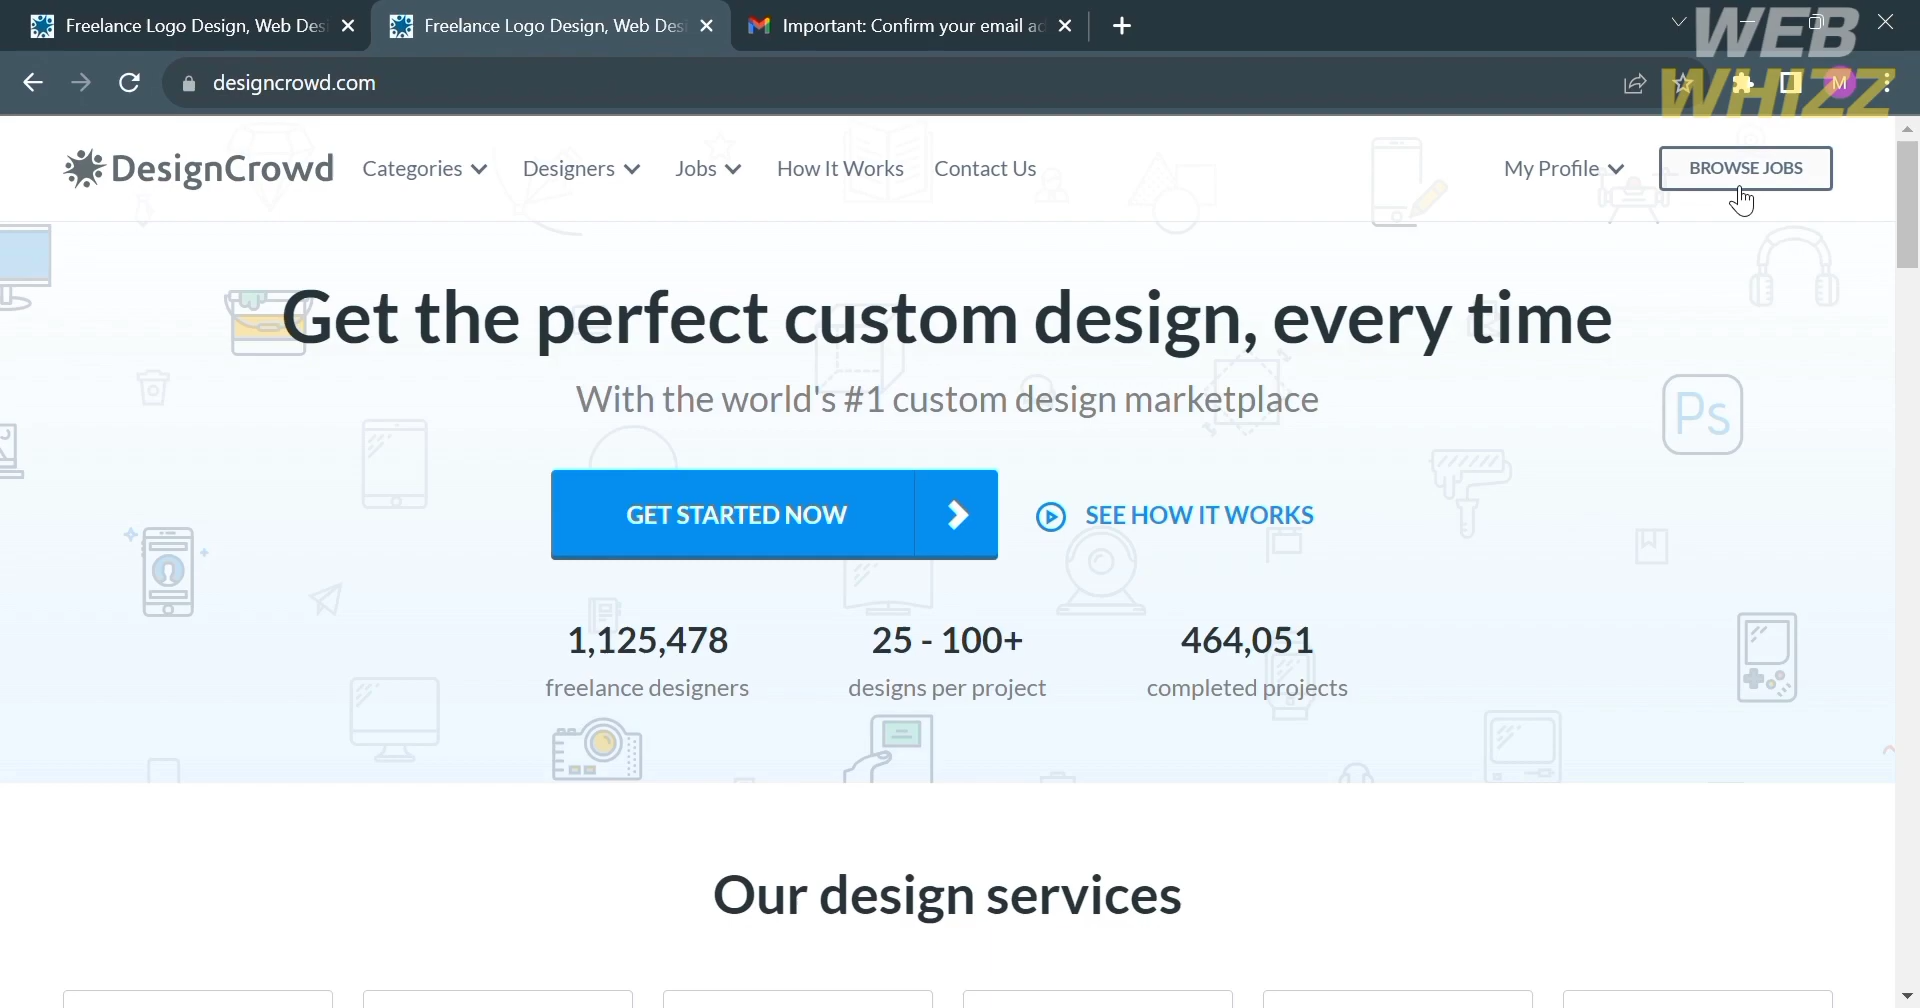 Freelance Logo Design, Web Des
Freelance Logo Design, Web Des
Important: Confirm your email ad
WEB
WHIZZ
designcrowd.com
M
DesignCrowd
Categories
Designers
Jobs
How It Works
Contact Us
My Profile
BROWSE JOBS
Get the perfect custom design, every time
With the world's #1 custom design marketplace
Ps
GET STARTED NOW
SEE HOW IT WORKS
1,125,478
25 - 100+
464,051
freelance designers
designs per project
completed projects
Our design services